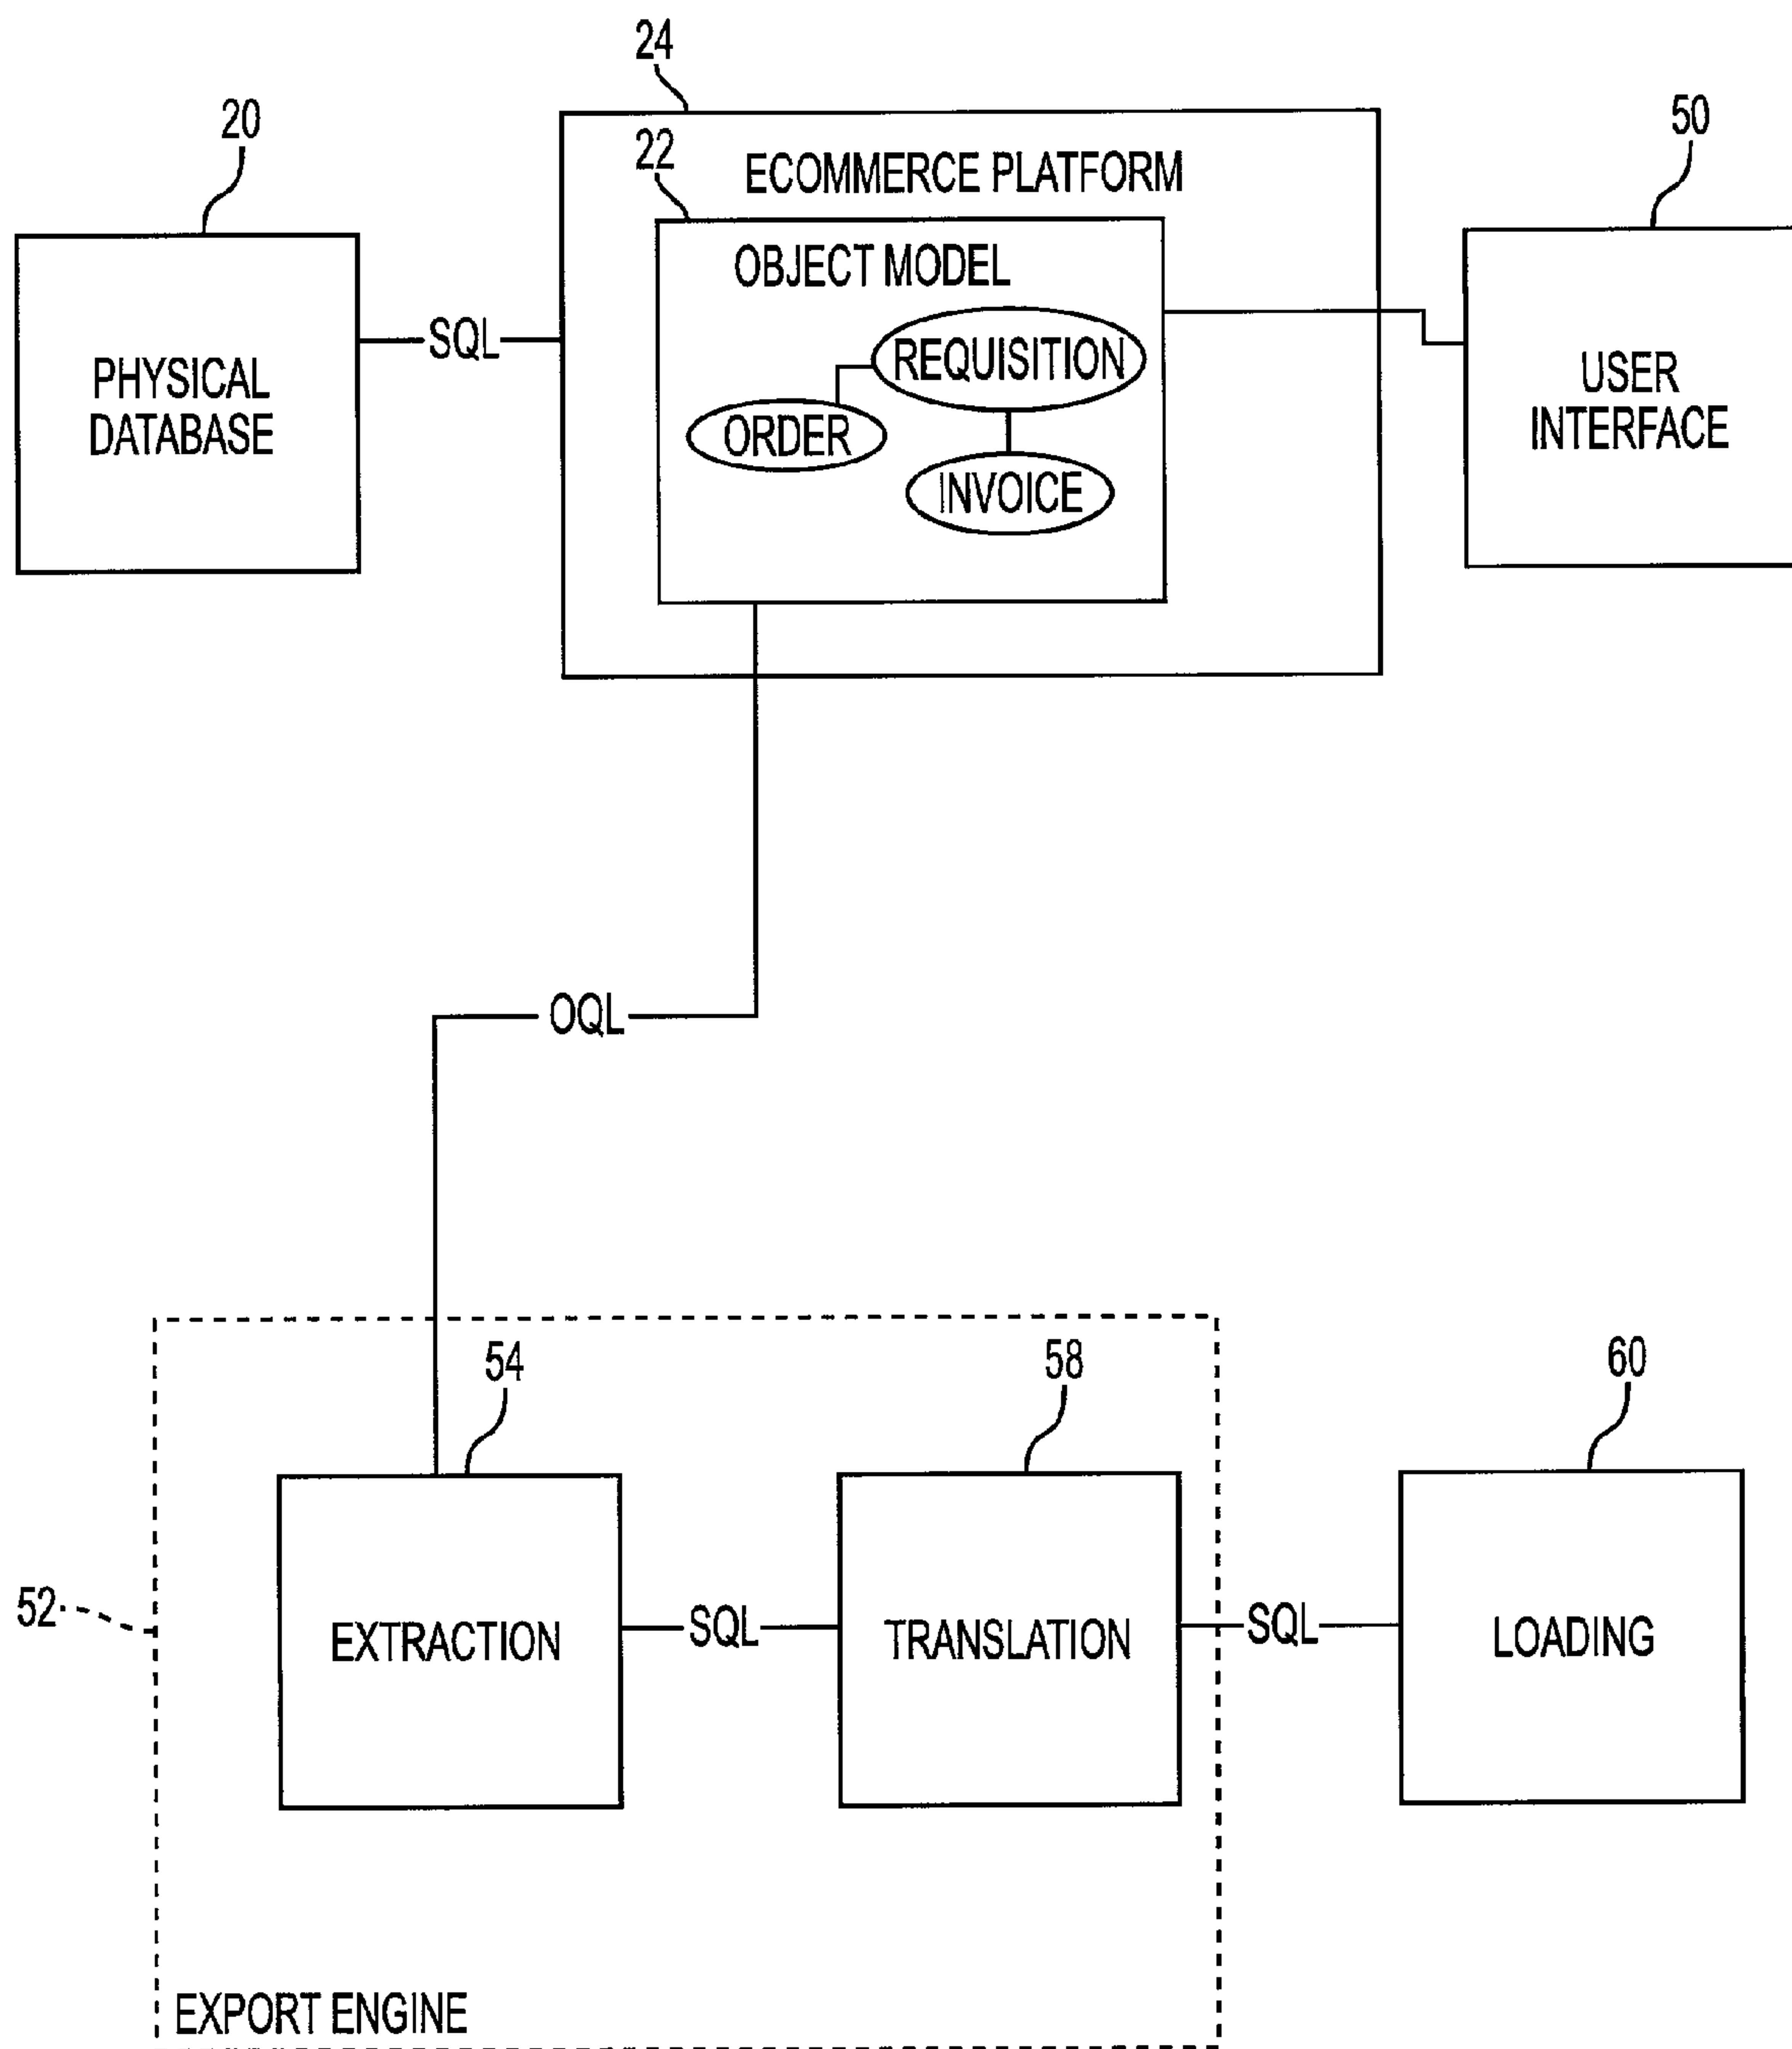 24
20
22
50
ECOMMERCE PLATFORM
OBJECT MODEL
SQL
REQUISITION
PHYSICAL
DATABASE
ORDER
USER
INTERFACE
INVOICE
OQL
54
58
60
52
EXTRACTION
SQL
TRANSLATION
SQL
LOADING
EXPORT ENGINE